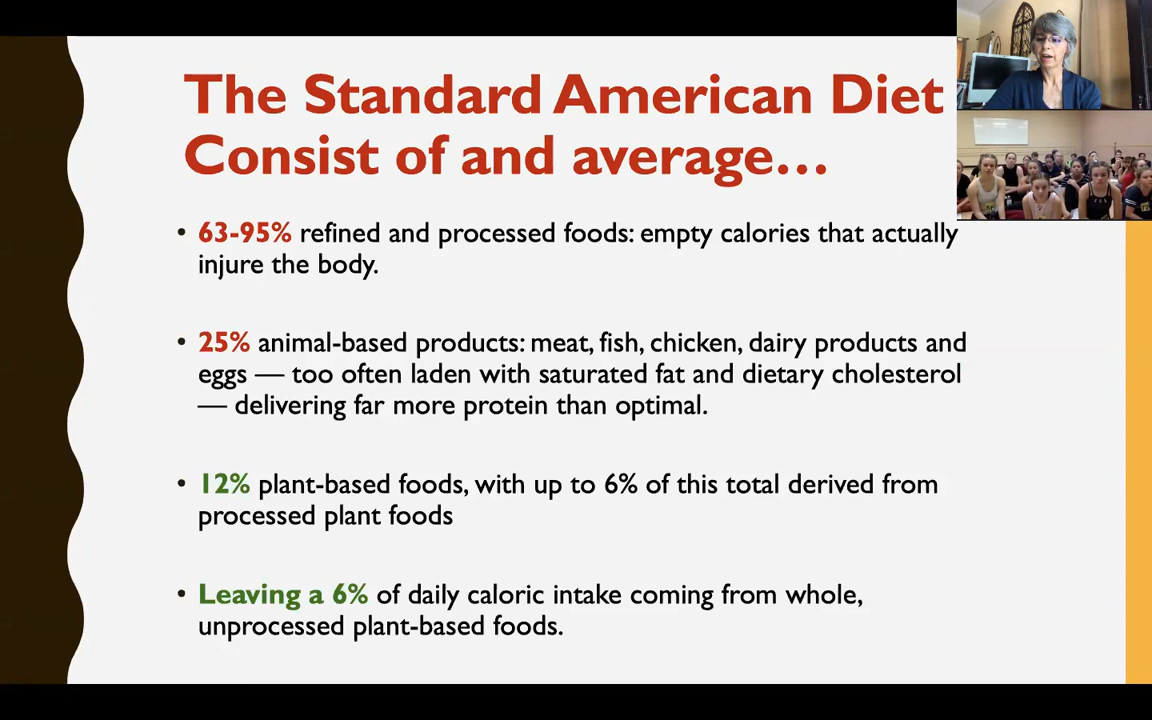 The Standard American Diet
Consist of and average...
• 63-95% refined and processed foods: empty calories that actually
injure the body.
• 25% animal-based products: meat, fish, chicken, dairy products and
eggs — too often laden with saturated fat and dietary cholesterol
— delivering far more protein than optimal.
• 12% plant-based foods, with up to 6% of this total derived from
processed plant foods
• Leaving a 6% of daily caloric intake coming from whole,
unprocessed plant-based foods.